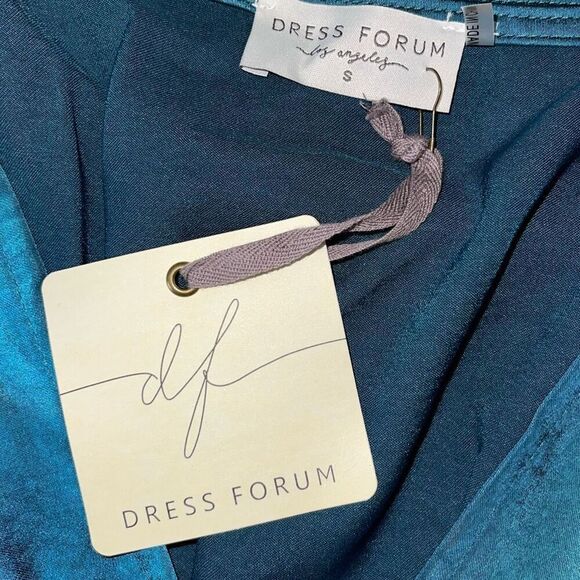 DRESS FORUM
los angeles
S
df
DRESS FORUM